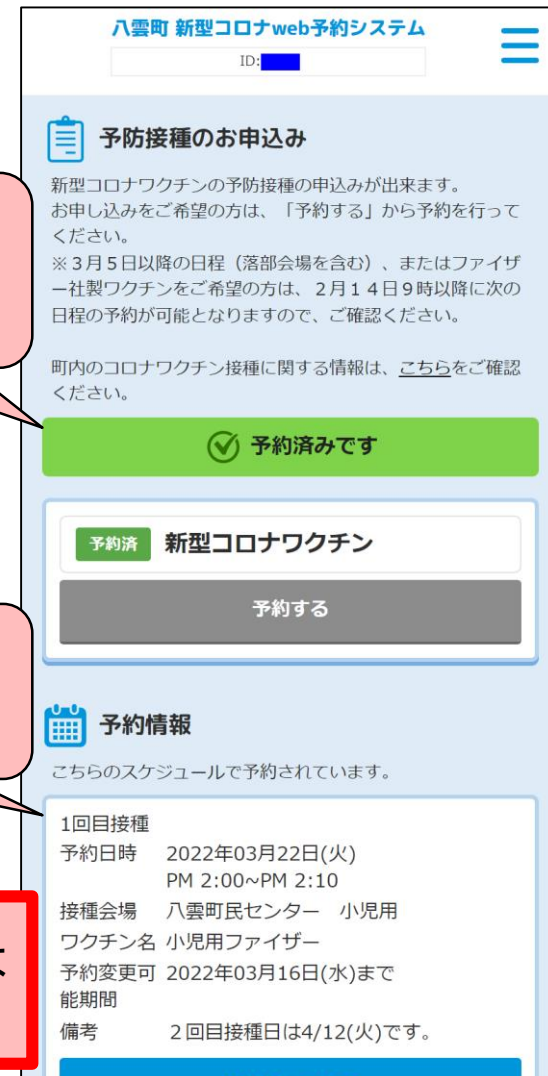 八雲町 新型コロナweb予約システム
ID:
予防接種のお申込み
新型コロナワクチンの予防接種の申込みが出来ます。
お申し込みをご希望の方は、「予約する」から予約を行って
ください。
※３月５日以降の日程（落部会場を含む）、またはファイザ
ー社製ワクチンをご希望の方は、２月１４日９時以降に次の
日程の予約が可能となりますので、ご確認ください。
町内のコロナワクチン接種に関する情報は、こちらをご確認
ください。
予約済みです
予約済 新型コロナワクチン
予約する
予約情報
こちらのスケジュールで予約されています。
1回目接種
予約日時 2022年03月22日(火)
PM 2:00~PM 2:10
接種会場 八雲町民センター　小児用
ワクチン名 小児用ファイザー
予約変更可 2022年03月16日(水)まで
能期間
備考 ２回目接種日は4/12(火)です。